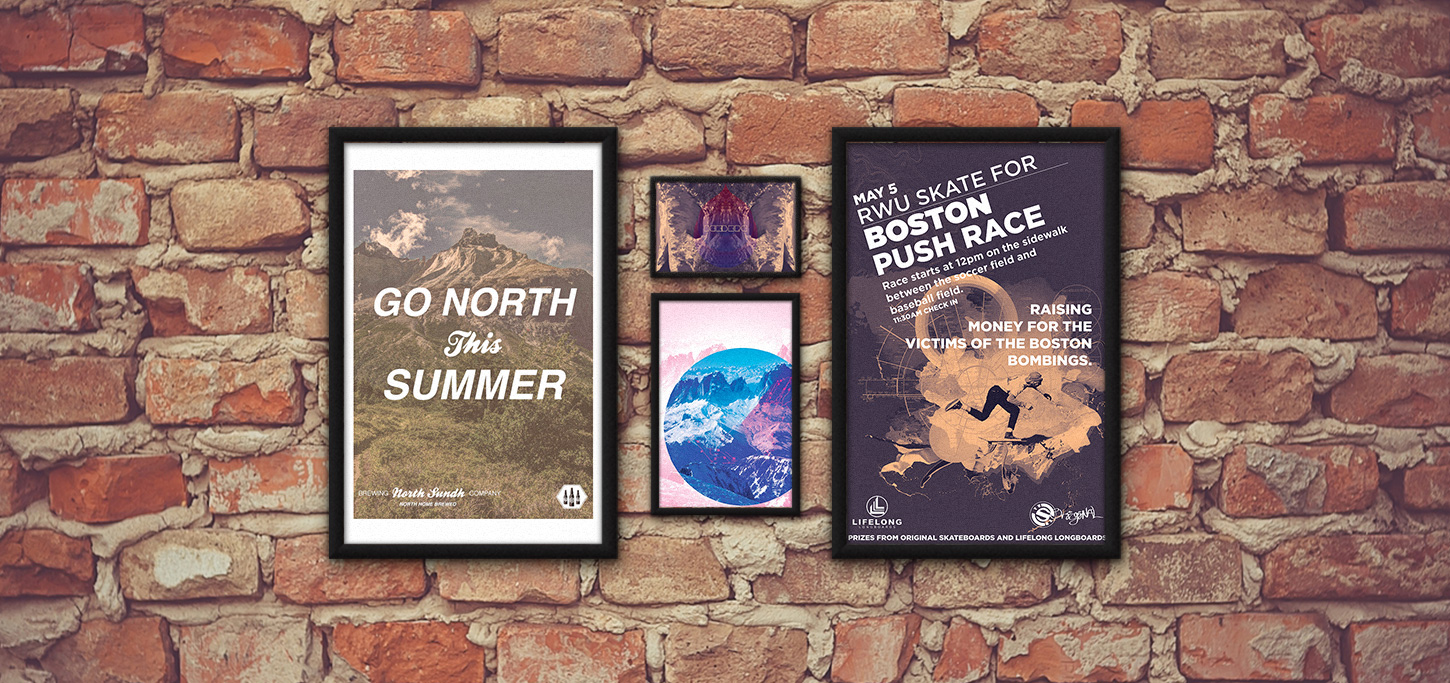 GO NORTH
This
SUMMER
BREWING North Sundh COMPANY
NORTH HOME BREWED
MAY 5
RWU SKATE FOR
BOSTON
PUSH RACE
Race starts at 12pm on the sidewalk
between the soccer field and
baseball field.
11:30AM CHECK IN
RAISING
MONEY FOR THE
VICTIMS OF THE BOSTON
BOMBINGS.
LIFELONG
LONGBOARDS
Original
PRIZES FROM ORIGINAL SKATEBOARDS AND LIFELONG LONGBOARDS